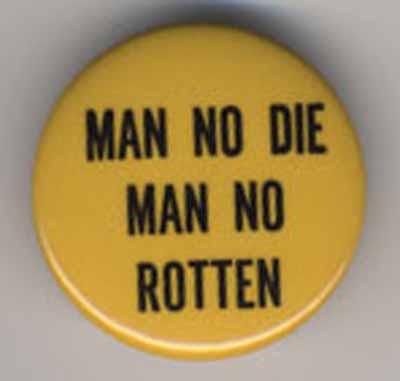 MAN NO DIE
MAN NO
ROTTEN